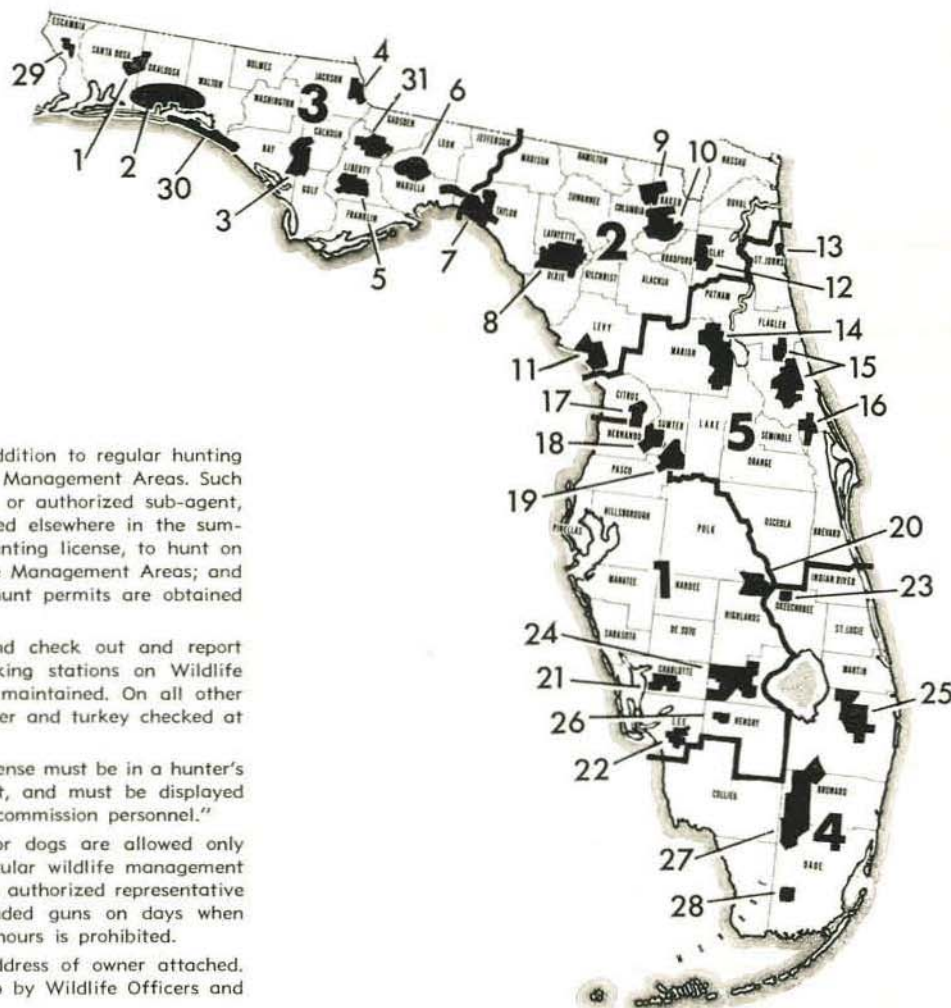 ESCAMBIA
SANTA ROSA
OKALOOSA
WALTON
HOLMES
JACKSON
WASHINGTON
3
CALHOUN
BAY
GULF
LIBERTY
FRANKLIN
GADSDEN
LEON
WAKULLA
JEFFERSON
MADISON
HAMILTON
TAYLOR
SUWANNEE
COLUMBIA
BAKER
NASSAU
DUVAL
LAFAYETTE
2
DIXIE
GILCHRIST
ALACHUA
BRADFORD
CLAY
ST. JOHNS
PUTNAM
LEVY
MARION
FLAGLER
CITRUS
SUMTER
LAKE
5
SEMINOLE
HERNANDO
ORANGE
PASCO
HILLSBOROUGH
PINELLAS
POLK
OSCEOLA
BREVARD
MANATEE
1
HARDEE
HIGHLANDS
INDIAN RIVER
OKEECHOBEE
SARASOTA
DE SOTO
ST. LUCIE
CHARLOTTE
MARTIN
LEE
HENDRY
COLLIER
BROWARD
4
DADE
29
1
2
30
3
4
31
6
5
7
8
9
10
11
12
13
14
15
16
17
18
19
20
23
24
21
25
26
22
27
28
ddition to regular hunting
Management Areas. Such
or authorized sub-agent,
ed elsewhere in the sum-
unting license, to hunt on
e Management Areas; and
unt permits are obtained
nd check out and report
king stations on Wildlife
maintained. On all other
er and turkey checked at
ense must be in a hunter's
t, and must be displayed
commission personnel."
or dogs are allowed only
ular wildlife management
authorized representative
ded guns on days when
hours is prohibited.
ddress of owner attached.
p by Wildlife Officers and